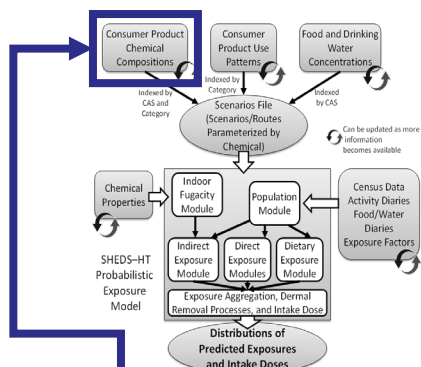 Consumer Product
Chemical
Compositions
Consumer
Product Use
Patterns
Food and Drinking
Water
Concentrations
Indexed by
CAS and
Category
Indexed by
Category
Indexed
by CAS
Scenarios File
(Scenarios/Routes
Parameterized by
Chemical)
Can be updated as more
information
becomes available
Chemical
Properties
Indoor
Fugacity
Module
Population
Module
Census Data
Activity Diaries
Food/Water
Diaries
Exposure Factors
SHEDS–HT
Probabilistic
Exposure
Model
Indirect
Exposure
Module
Direct
Exposure
Modules
Dietary
Exposure
Module
Exposure Aggregation, Dermal
Removal Processes, and Intake Dose
Distributions of
Predicted Exposures
and Intake Doses